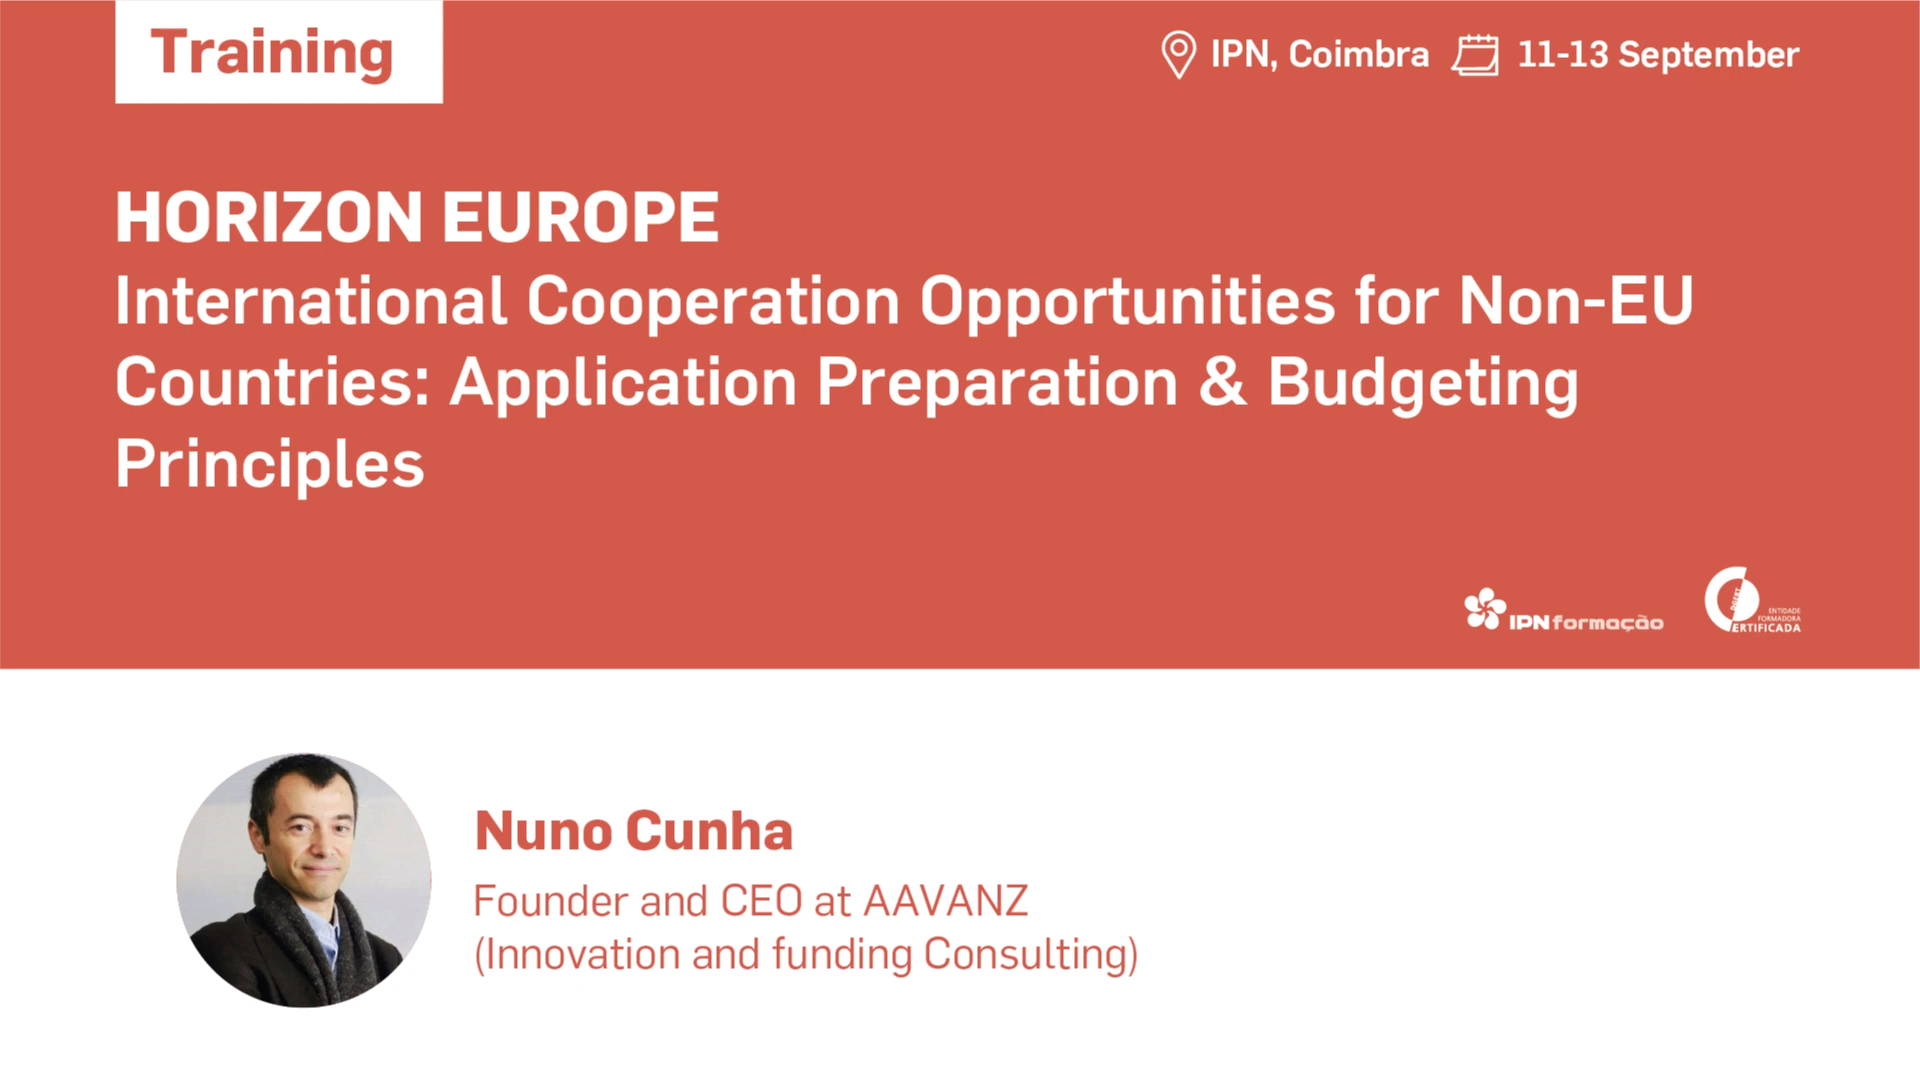 Training
IPN, Coimbra
11-13 September
HORIZON EUROPE
International Cooperation Opportunities for Non-EU
Countries: Application Preparation & Budgeting
Principles
IPN formação
DGERT
ENTIDADE
FORMADORA
CERTIFICADA
Nuno Cunha
Founder and CEO at AAVANZ
(Innovation and funding Consulting)